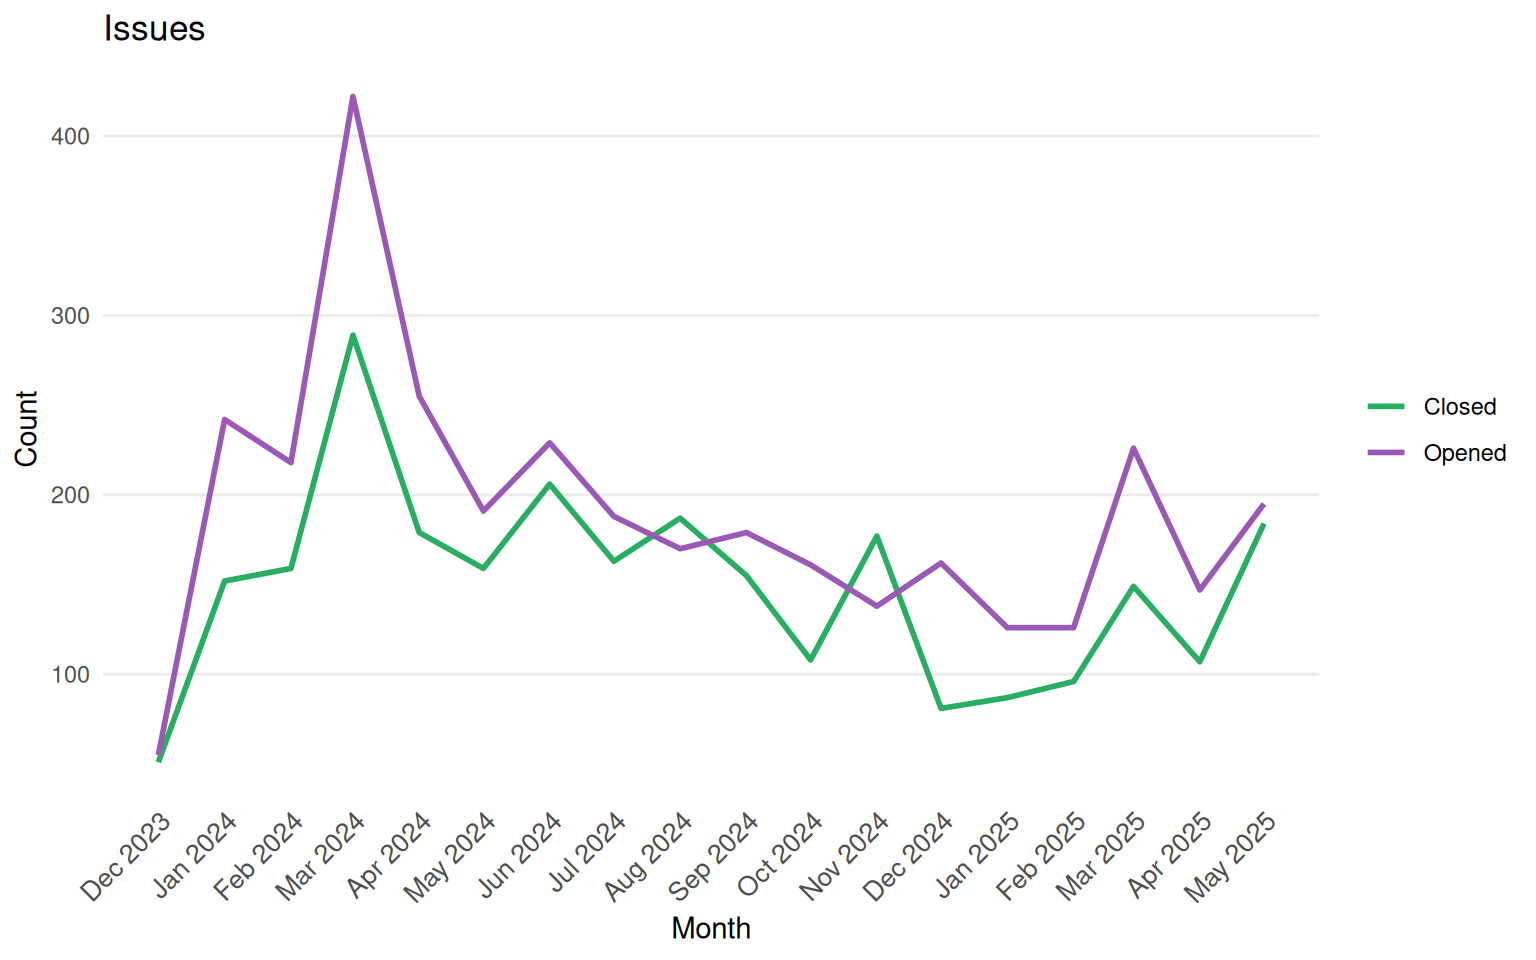 Issues
400
300
200
100
Count
Dec 2023
Jan 2024
Feb 2024
Mar 2024
Apr 2024
May 2024
Jun 2024
Jul 2024
Aug 2024
Sep 2024
Oct 2024
Nov 2024
Dec 2024
Jan 2025
Feb 2025
Mar 2025
Apr 2025
May 2025
Month
Closed
Opened